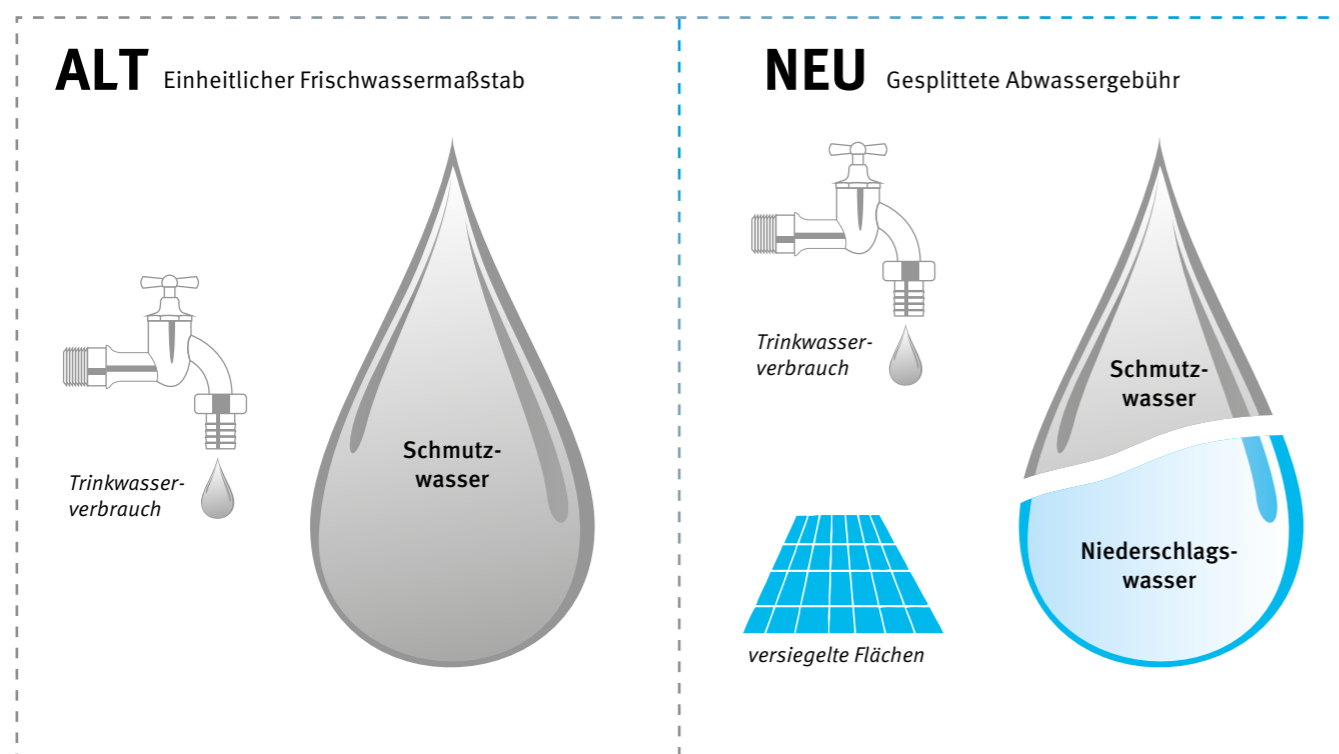 ALT Einheitlicher Frischwassermaßstab
Trinkwasser-
verbrauch
Schmutz-
wasser
NEU Gesplittete Abwassergebühr
Trinkwasser-
verbrauch
Schmutz-
wasser
Niederschlags-
wasser
versiegelte Flächen